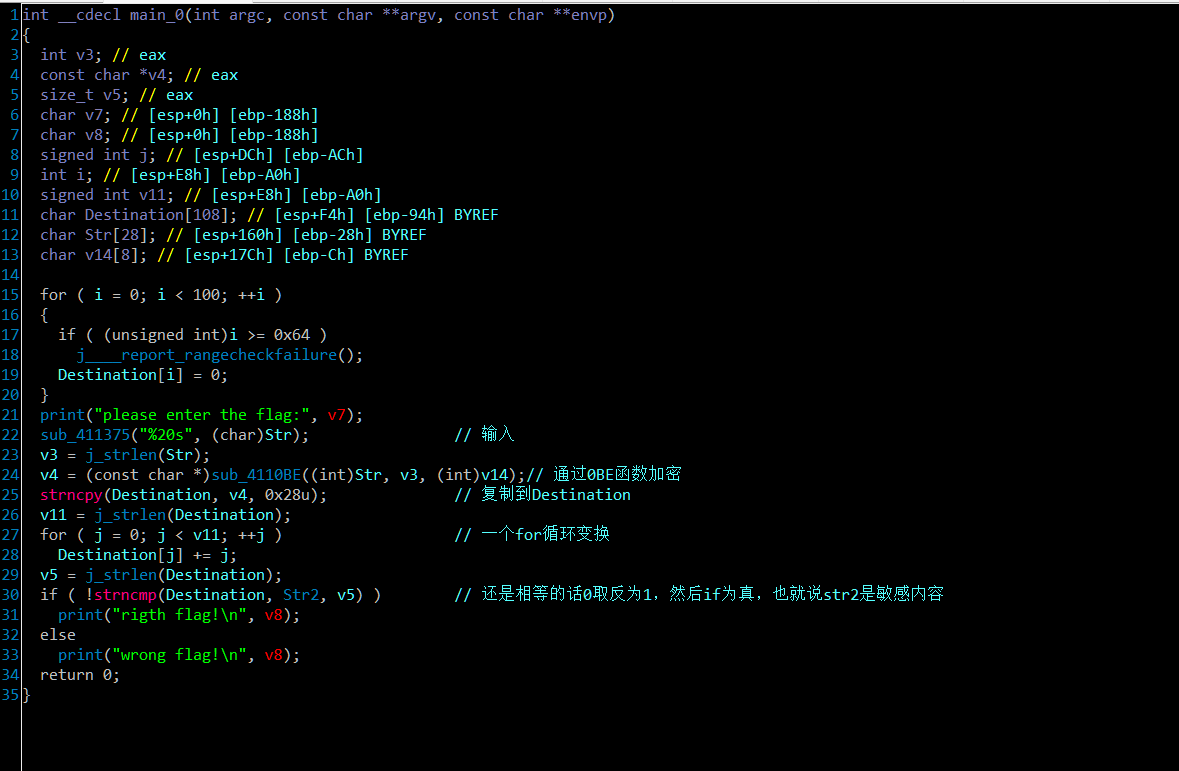 1 int __cdecl main_0(int argc, const char **argv, const char **envp)
2 {
3   int v3; // eax
4   const char *v4; // eax
5   size_t v5; // eax
6   char v7; // [esp+0h] [ebp-188h]
7   char v8; // [esp+0h] [ebp-188h]
8   signed int j; // [esp+DCh] [ebp-ACh]
9   int i; // [esp+E8h] [ebp-A0h]
10   signed int v11; // [esp+E8h] [ebp-A0h]
11   char Destination[108]; // [esp+F4h] [ebp-94h] BYREF
12   char Str[28]; // [esp+160h] [ebp-28h] BYREF
13   char v14[8]; // [esp+17Ch] [ebp-Ch] BYREF
14
15   for ( i = 0; i < 100; ++i )
16   {
17     if ( (unsigned int)i >= 0x64 )
18       j____report_rangecheckfailure();
19     Destination[i] = 0;
20   }
21   print("please enter the flag:", v7);
22   sub_411375("%20s", (char)Str);                // 输入
23   v3 = j_strlen(Str);
24   v4 = (const char *)sub_4110BE((int)Str, v3, (int)v14);// 通过0BE函数加密
25   strncpy(Destination, v4, 0x28u);              // 复制到Destination
26   v11 = j_strlen(Destination);
27   for ( j = 0; j < v11; ++j )                   // 一个for循环变换
28     Destination[j] += j;
29   v5 = j_strlen(Destination);
30   if ( !strncmp(Destination, Str2, v5) )        // 还是相等的话0取反为1，然后if为真，也就说str2是敏感内容
31     print("rigth flag!\n", v8);
32   else
33     print("wrong flag!\n", v8);
34   return 0;
35 }